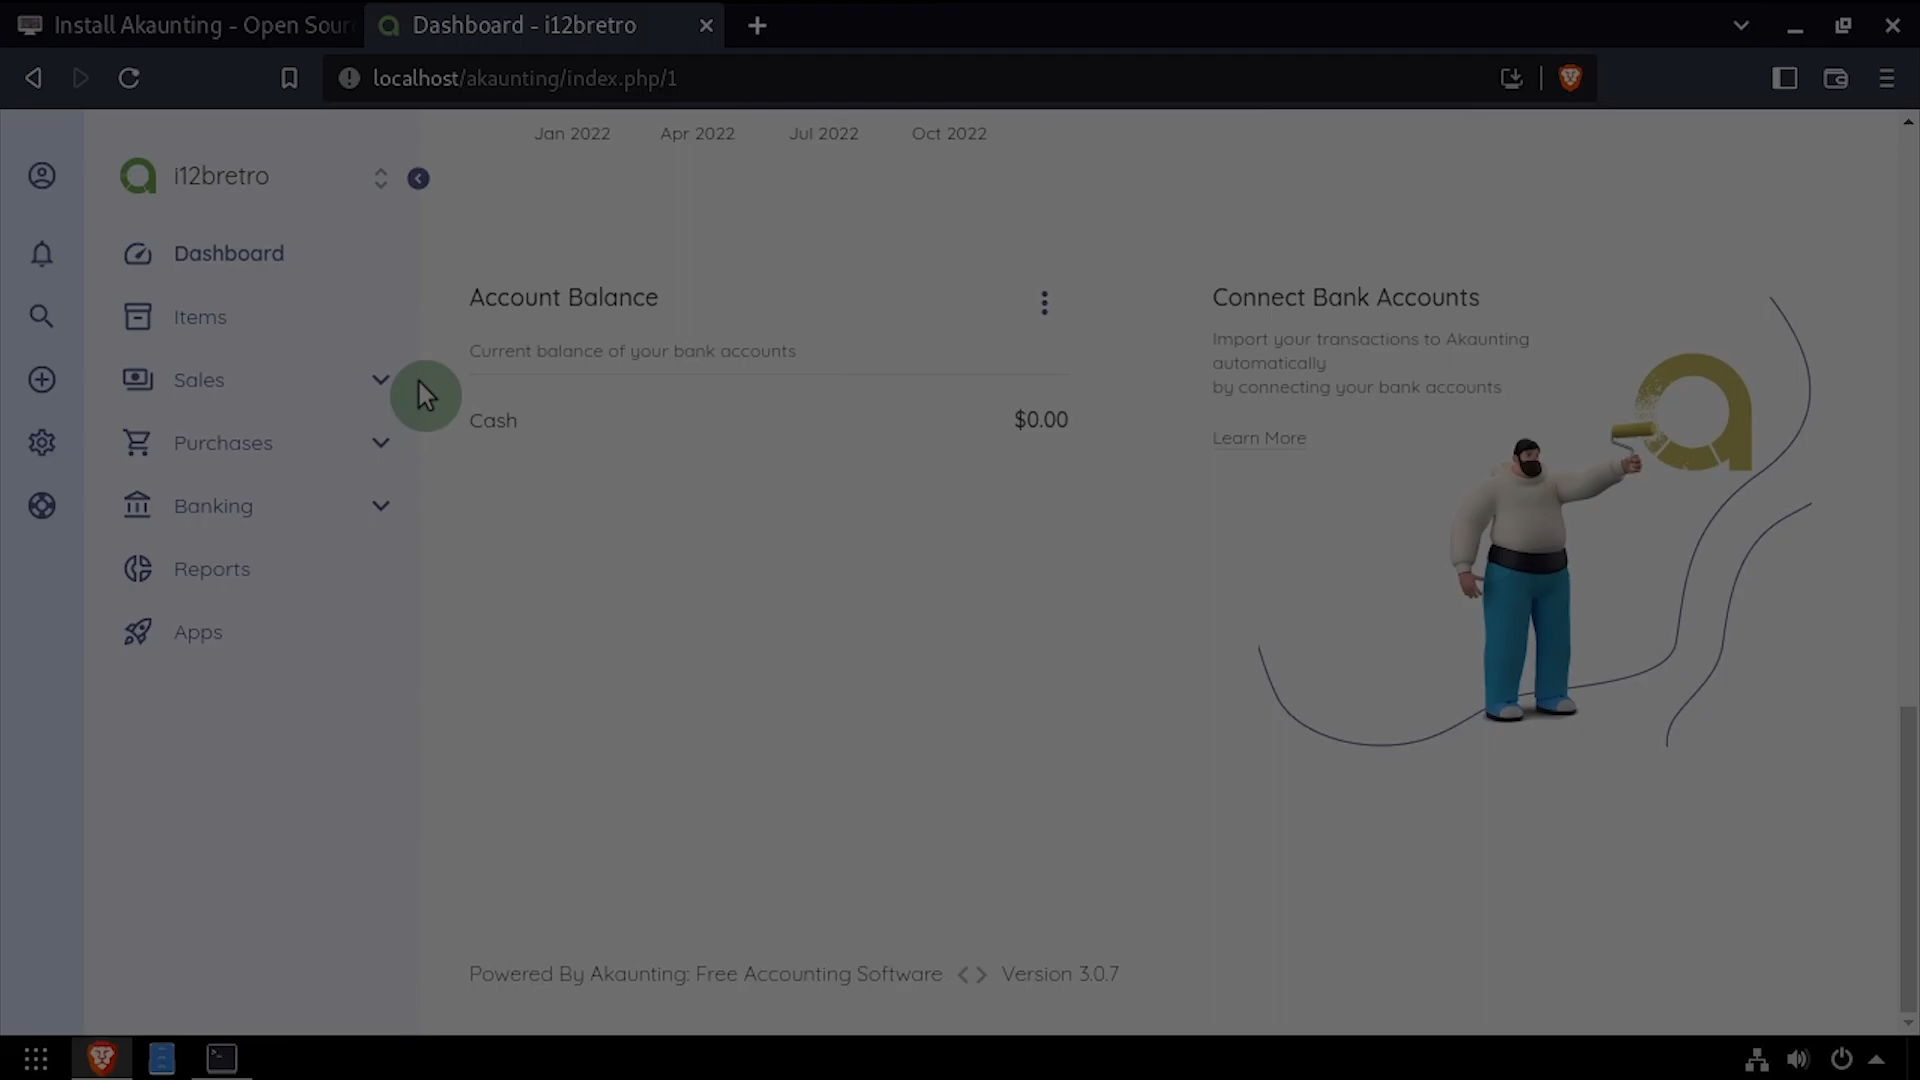 Install Akaunting - Open Sour
Dashboard - i12bretro
localhost/akaunting/index.php/1
Jan 2022 Apr 2022 Jul 2022 Oct 2022
i12bretro
Dashboard
Items
Sales
Purchases
Banking
Reports
Apps
Account Balance
Current balance of your bank accounts
Cash $0.00
Connect Bank Accounts
Import your transactions to Akaunting
automatically
by connecting your bank accounts
Learn More
Powered By Akaunting: Free Accounting Software <> Version 3.0.7